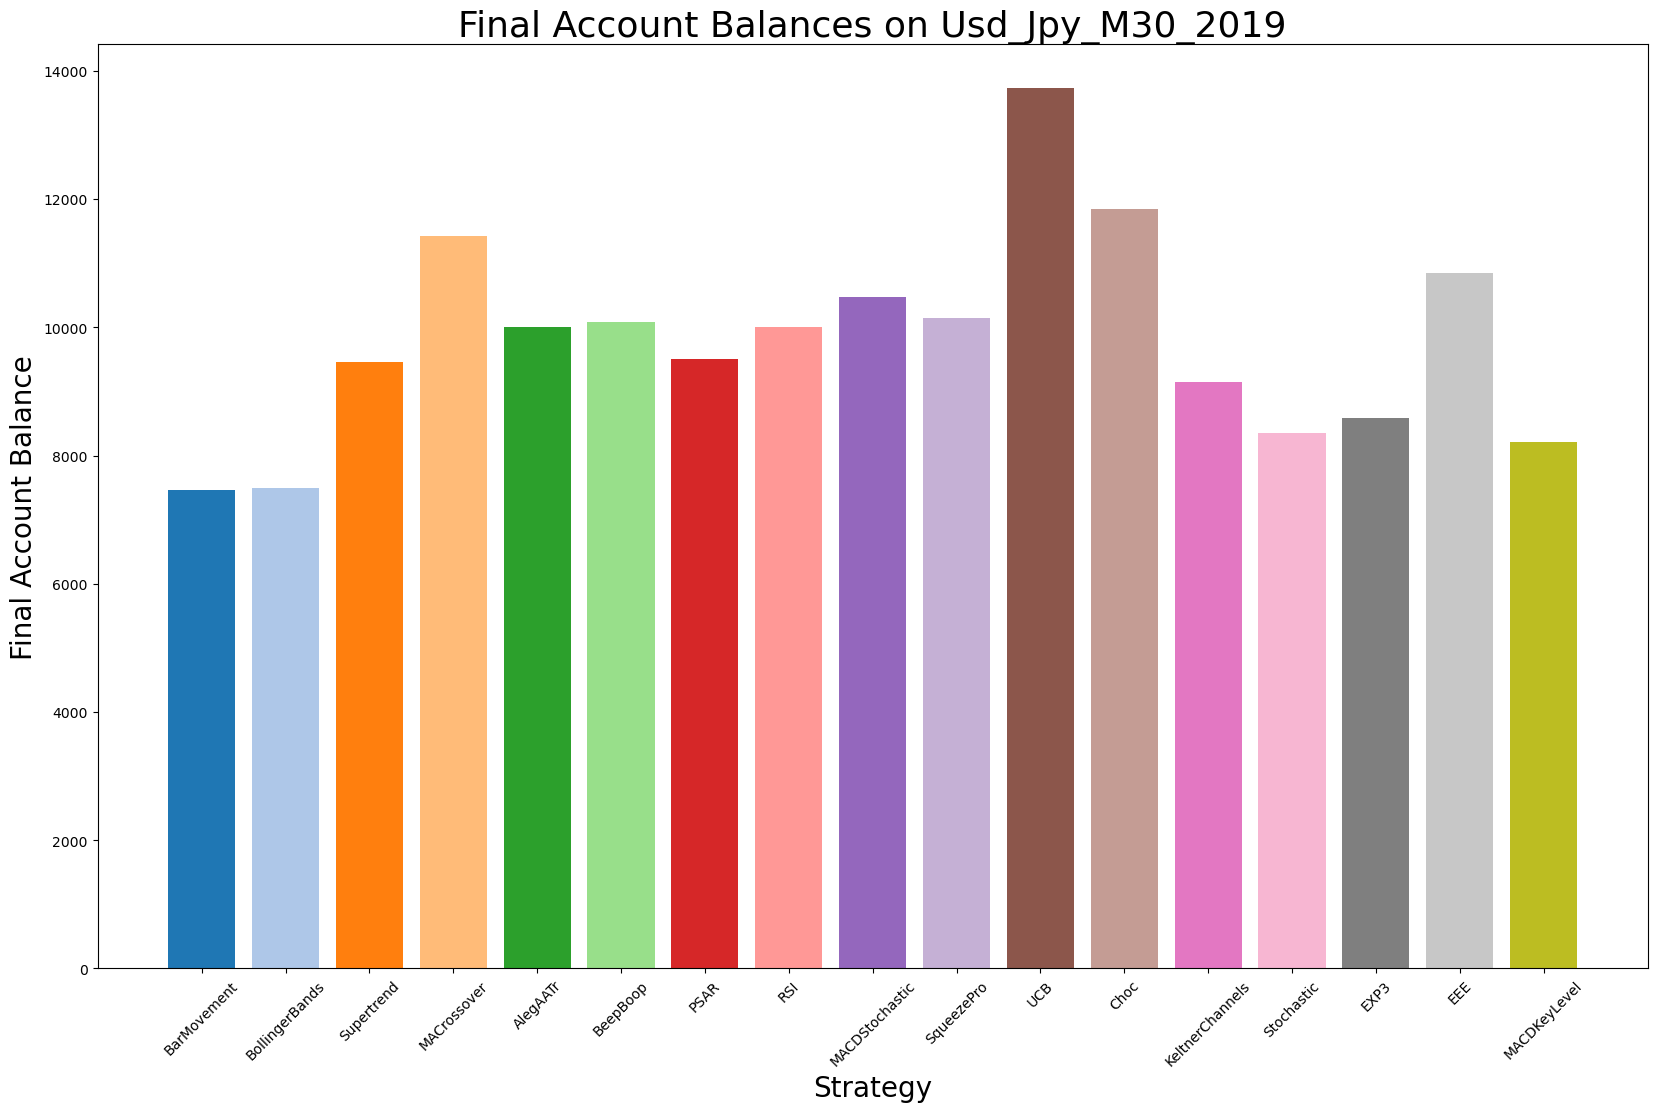 Final Account Balances on Usd_Jpy_M30_2019
Final Account Balance
14000
12000
10000
8000
6000
4000
2000
0
BarMovement
BollingerBands
Supertrend
MACrossover
AlegAATr
BeepBoop
PSAR
RSI
MACDStochastic
SqueezePro
UCB
Choc
KeltnerChannels
Stochastic
EXP3
EEE
MACDKeyLevel
Strategy